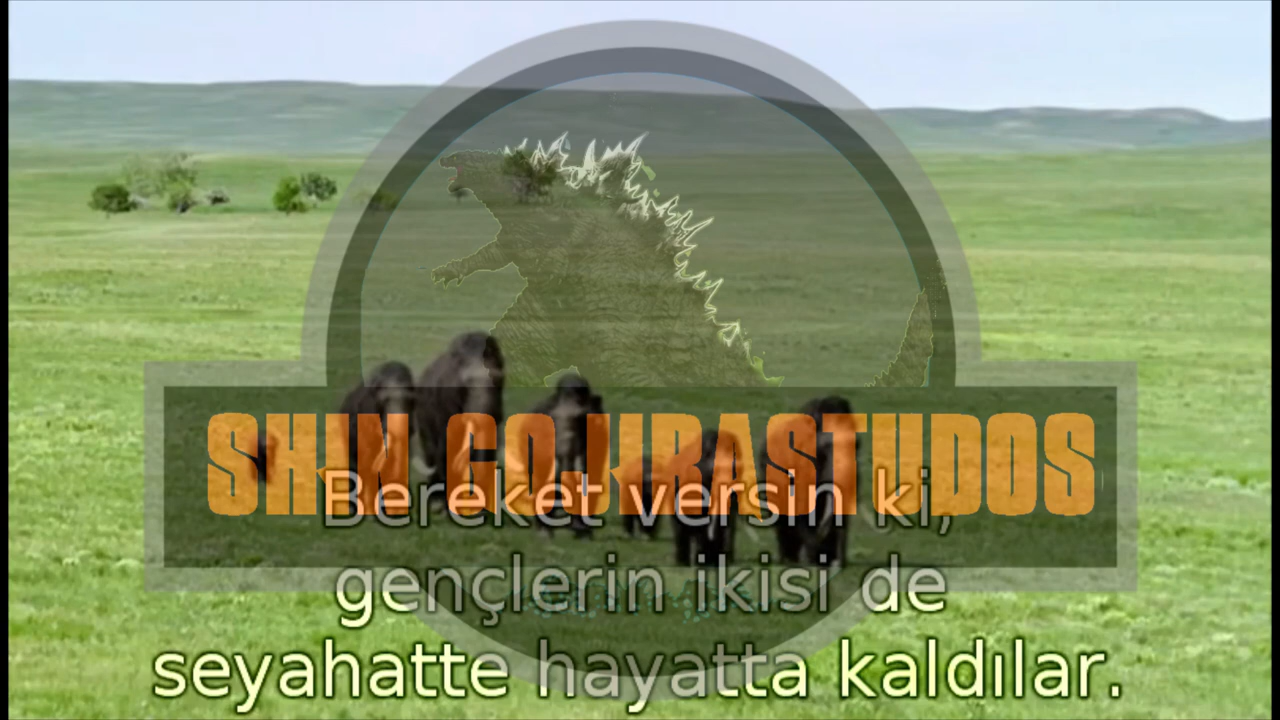 SHIN GOJIRASTUDOS
Bereket versin ki,
gençlerin ikisi de
seyahatte hayatta kaldılar.